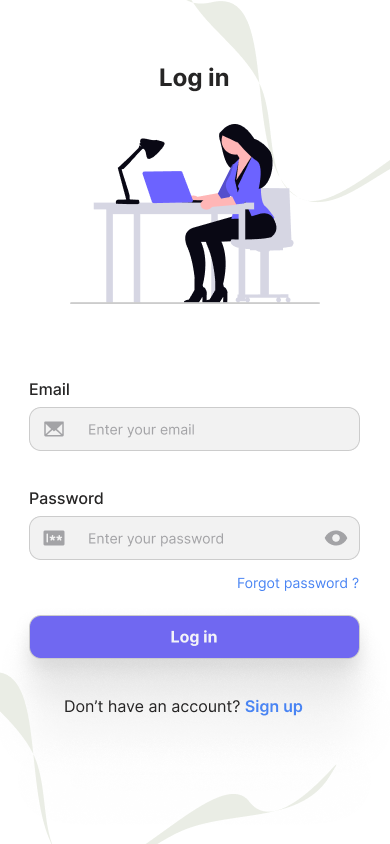 Log in
Email
Enter your email
Password
Enter your password
Forgot password ?
Log in
Don’t have an account? Sign up